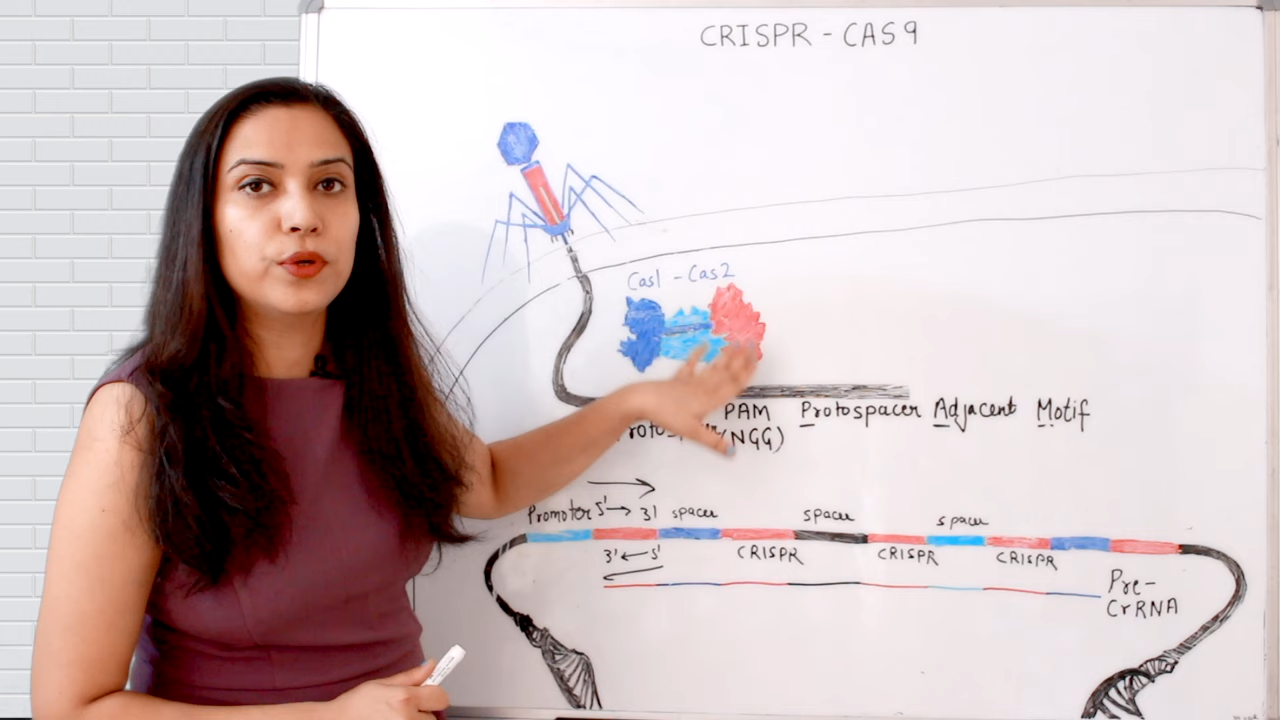 CRISPR - CAS9
Cas1 - Cas2
PAM Protospacer Adjacent Motif
(NGG)
Promoter 5' → 3' spacer spacer spacer
3' ← 5' CRISPR CRISPR CRISPR
Pre-
CrRNA